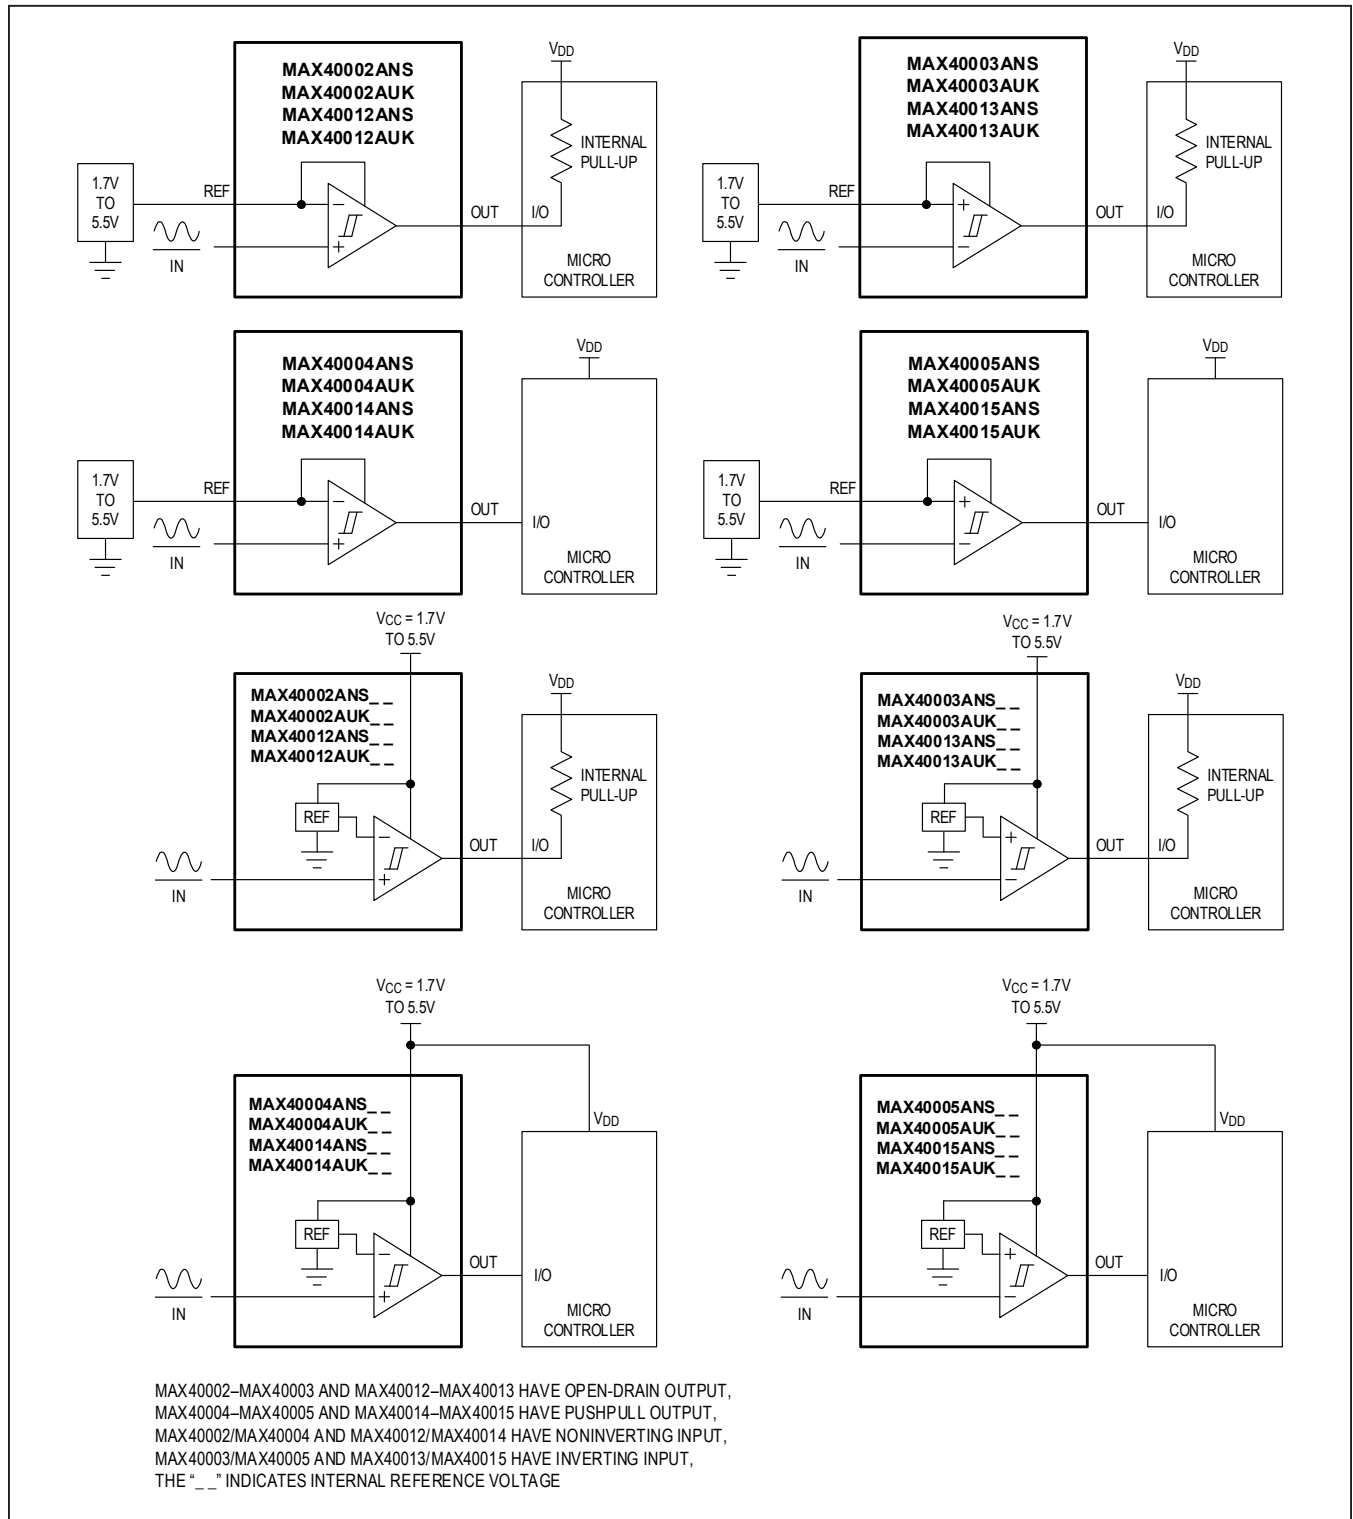 MAX40002ANS
MAX40002AUK
MAX40012ANS
MAX40012AUK
VDD
INTERNAL
PULL-UP
1.7V
TO
5.5V
REF
IN
−
+
OUT
I/O
MICRO
CONTROLLER
MAX40003ANS
MAX40003AUK
MAX40013ANS
MAX40013AUK
VDD
INTERNAL
PULL-UP
1.7V
TO
5.5V
REF
IN
+
−
OUT
I/O
MICRO
CONTROLLER
MAX40004ANS
MAX40004AUK
MAX40014ANS
MAX40014AUK
VDD
1.7V
TO
5.5V
REF
IN
−
+
OUT
I/O
MICRO
CONTROLLER
MAX40005ANS
MAX40005AUK
MAX40015ANS
MAX40015AUK
VDD
1.7V
TO
5.5V
REF
IN
+
−
OUT
I/O
MICRO
CONTROLLER
VCC = 1.7V
TO 5.5V
MAX40002ANS_ _
MAX40002AUK_ _
MAX40012ANS_ _
MAX40012AUK_ _
VDD
INTERNAL
PULL-UP
REF
IN
−
+
OUT
I/O
MICRO
CONTROLLER
VCC = 1.7V
TO 5.5V
MAX40003ANS_ _
MAX40003AUK_ _
MAX40013ANS_ _
MAX40013AUK_ _
VDD
INTERNAL
PULL-UP
REF
IN
+
−
OUT
I/O
MICRO
CONTROLLER
VCC = 1.7V
TO 5.5V
MAX40004ANS_ _
MAX40004AUK_ _
MAX40014ANS_ _
MAX40014AUK_ _
VDD
REF
IN
−
+
OUT
I/O
MICRO
CONTROLLER
VCC = 1.7V
TO 5.5V
MAX40005ANS_ _
MAX40005AUK_ _
MAX40015ANS_ _
MAX40015AUK_ _
VDD
REF
IN
+
−
OUT
I/O
MICRO
CONTROLLER
MAX40002–MAX40003 AND MAX40012–MAX40013 HAVE OPEN-DRAIN OUTPUT,
MAX40004–MAX40005 AND MAX40014–MAX40015 HAVE PUSHPULL OUTPUT,
MAX40002/MAX40004 AND MAX40012/MAX40014 HAVE NONINVERTING INPUT,
MAX40003/MAX40005 AND MAX40013/MAX40015 HAVE INVERTING INPUT,
THE “_ _” INDICATES INTERNAL REFERENCE VOLTAGE